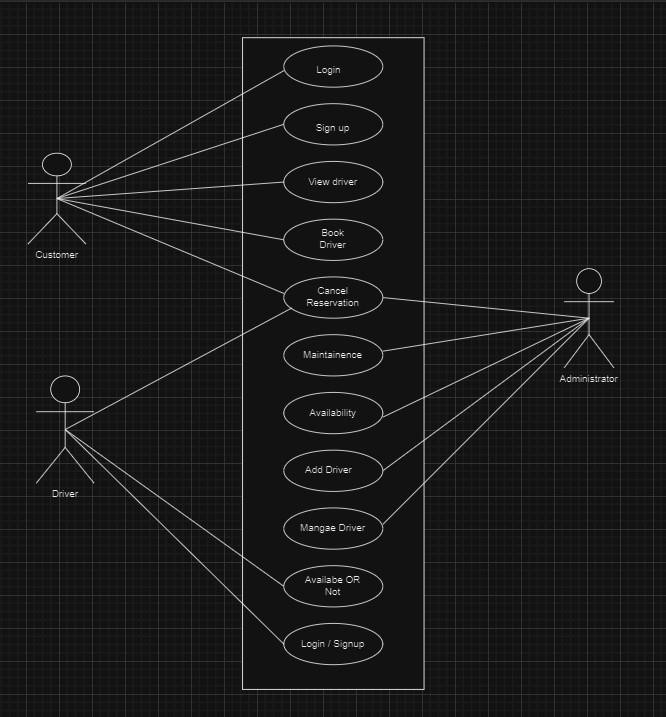 Login
Sign up
View driver
Book
Driver
Customer
Cancel
Reservation
Maintainence
Administrator
Availability
Add Driver
Driver
Mangae Driver
Availabe OR
Not
Login / Signup